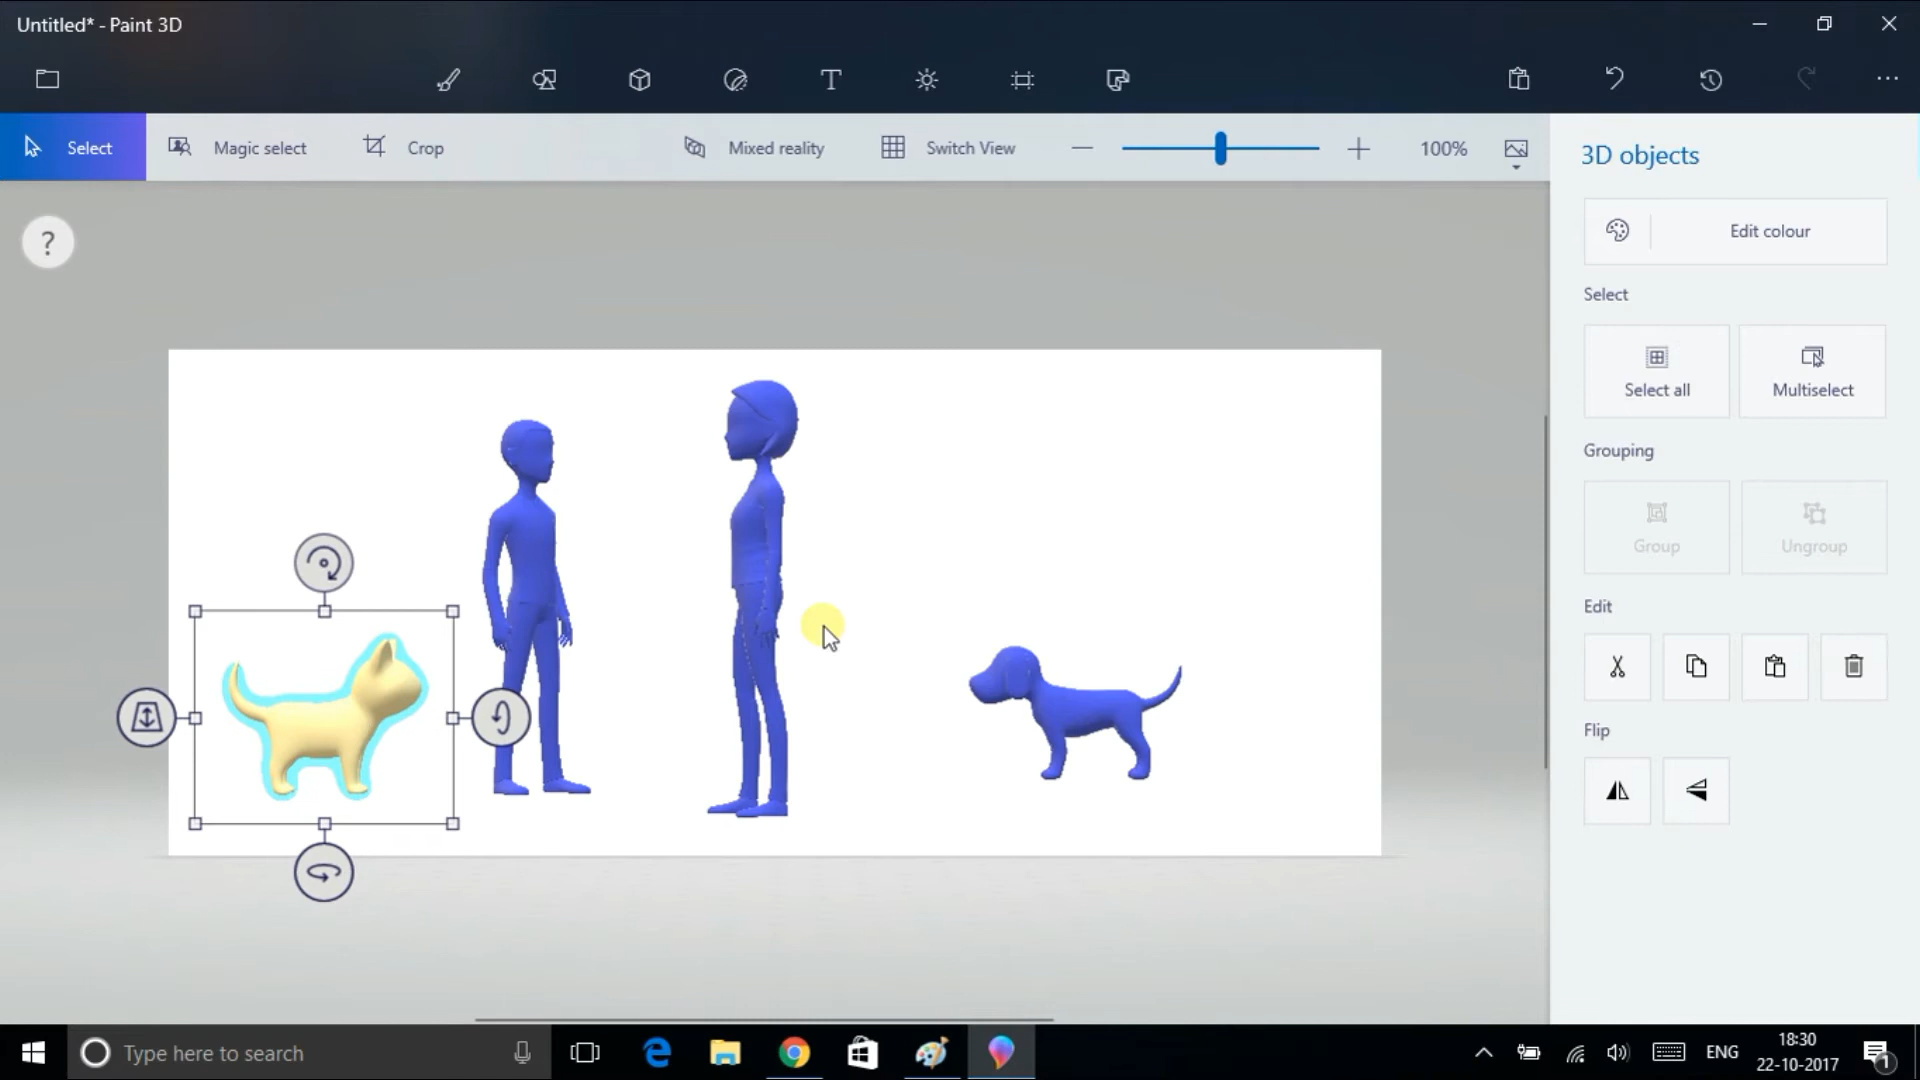 Untitled* - Paint 3D
Select
Magic select
Crop
Mixed reality
Switch View
100%
?
3D objects
Edit colour
Select
Select all
Multiselect
Grouping
Group
Ungroup
Edit
Flip
Type here to search
ENG
18:30
22-10-2017
1